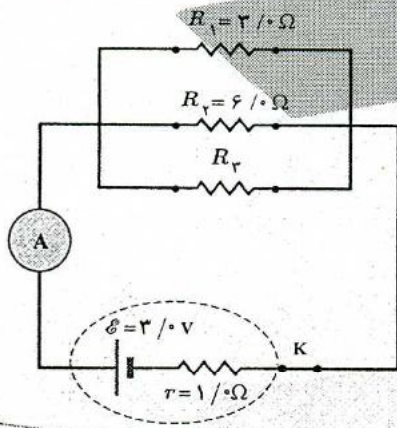 R₁ = ۳/۰ Ω
R₂ = ۶/۰ Ω
R₃
A
ℰ = ۳/۰ V
K
r = ۱/۰ Ω